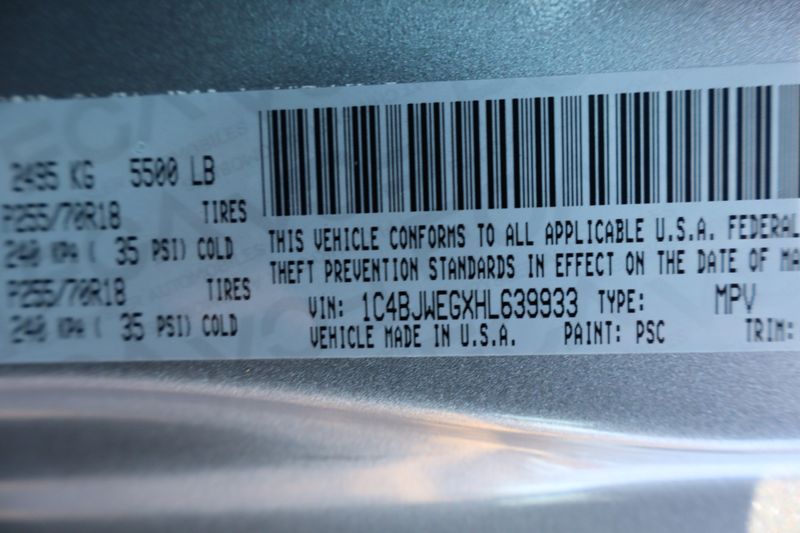 2495 KG 5500 LB
P255/70R18 TIRES
240 KPA ( 35 PSI) COLD
P255/70R18 TIRES
240 KPA ( 35 PSI) COLD
THIS VEHICLE CONFORMS TO ALL APPLICABLE U.S.A. FEDERAL
THEFT PREVENTION STANDARDS IN EFFECT ON THE DATE OF MA
VIN: 1C4BJWEGXHL639933 TYPE: MPV
VEHICLE MADE IN U.S.A. PAINT: PSC TRIM: